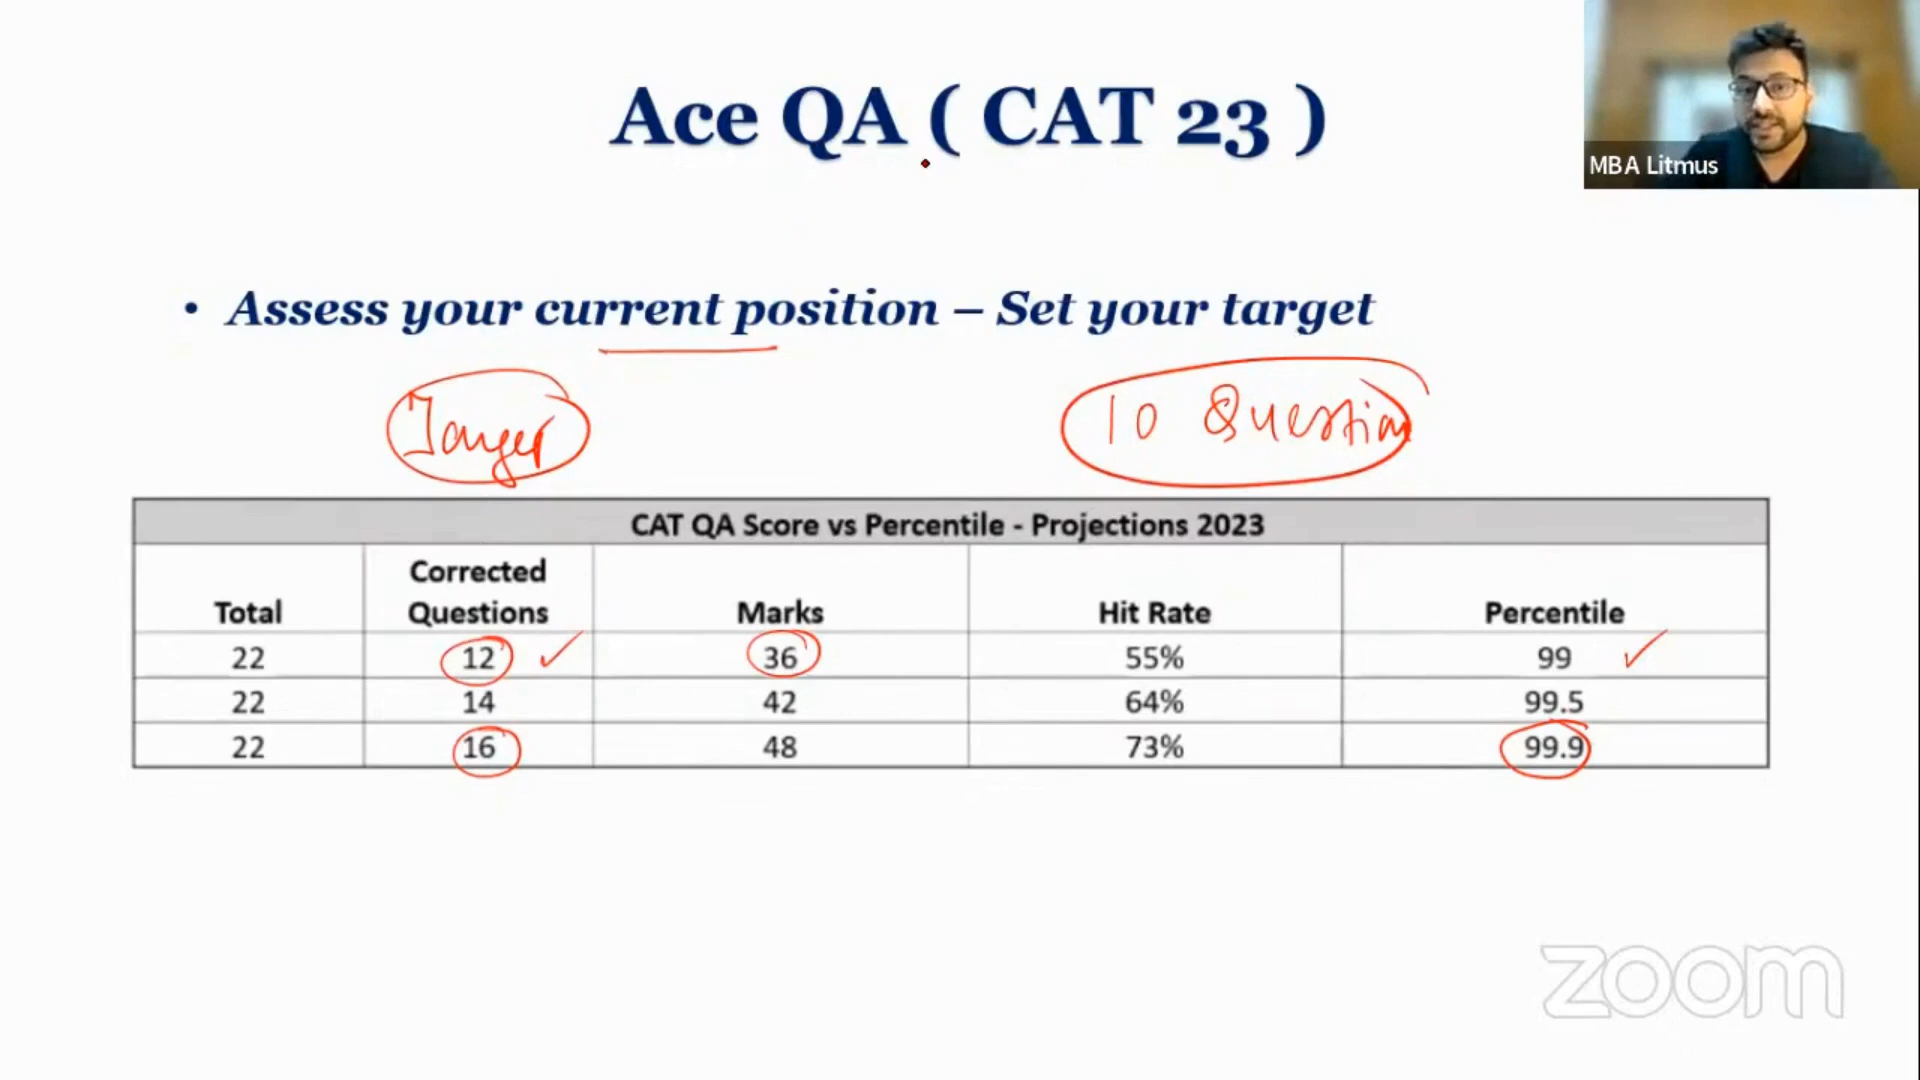 Ace QA ( CAT 23 )
MBA Litmus
• Assess your current position – Set your target
Target
10 Question
CAT QA Score vs Percentile - Projections 2023
Total Corrected Questions Marks Hit Rate Percentile
22 12 36 55% 99
22 14 42 64% 99.5
22 16 48 73% 99.9
zoom